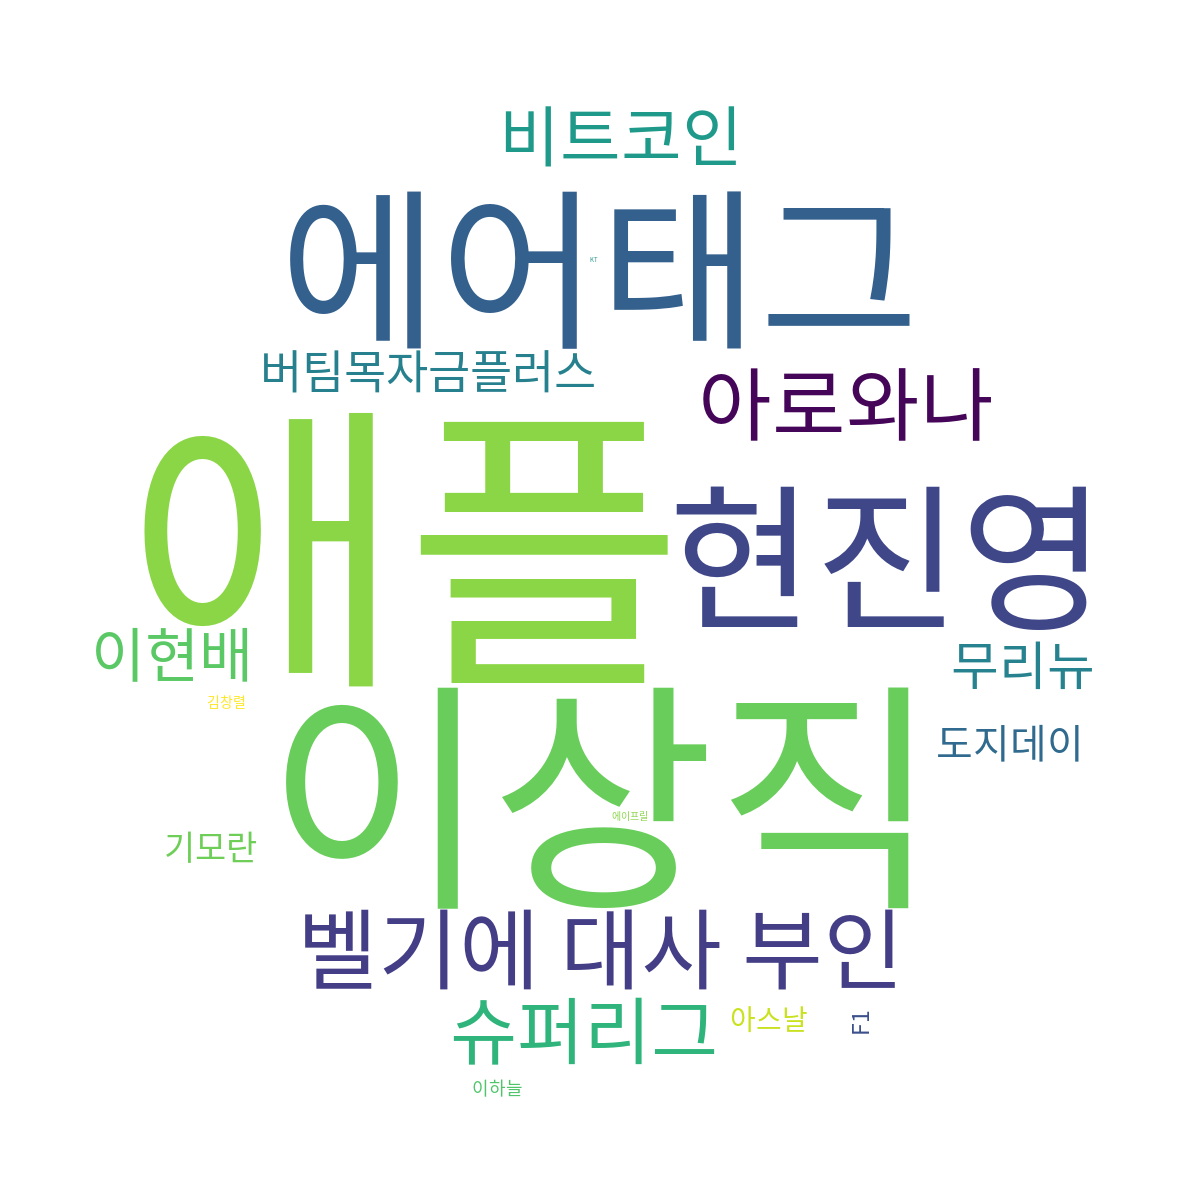 비트코인
에어태그
KT
버팀목자금플러스
아로와나
애플
현진영
이현배
무리뉴
김창렬
도지데이
이상직
에이프릴
기모란
벨기에 대사 부인
슈퍼리그
아스날
F1
이하늘